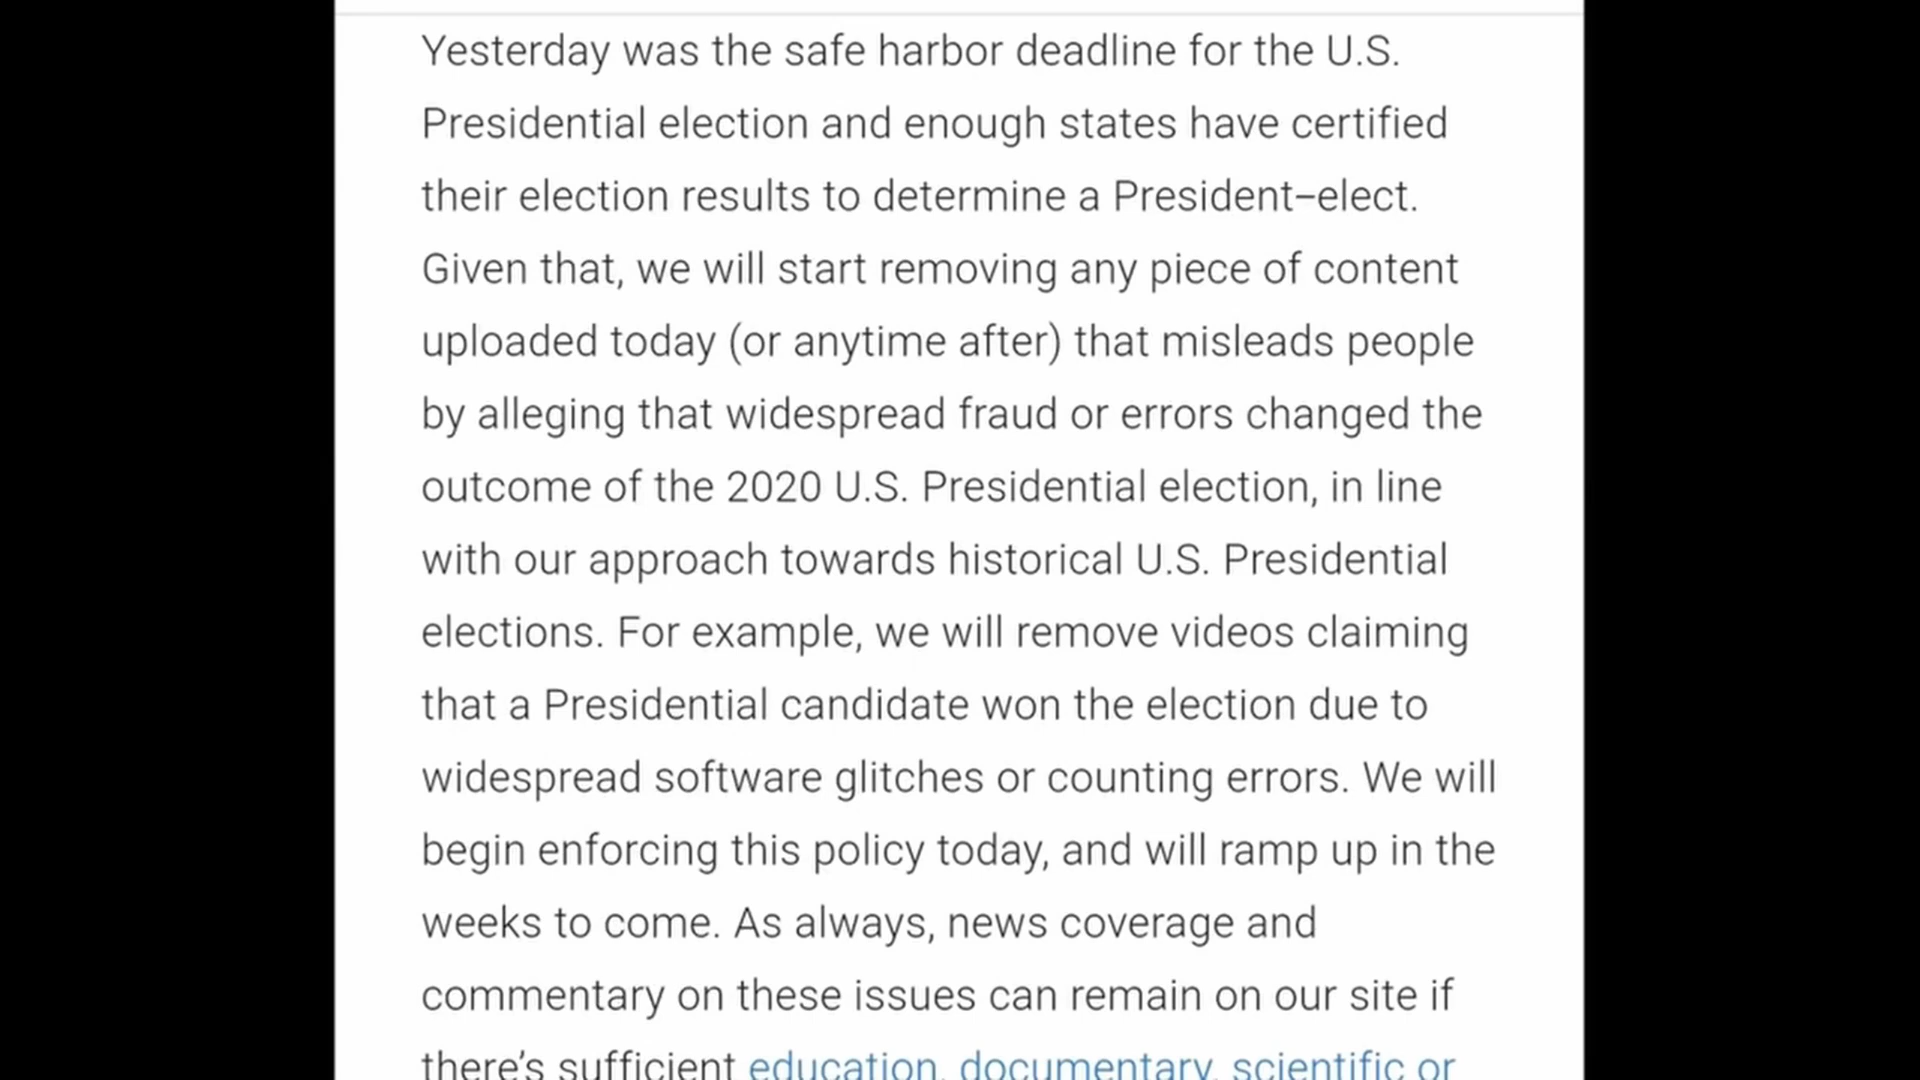 Yesterday was the safe harbor deadline for the U.S.
Presidential election and enough states have certified
their election results to determine a President–elect.
Given that, we will start removing any piece of content
uploaded today (or anytime after) that misleads people
by alleging that widespread fraud or errors changed the
outcome of the 2020 U.S. Presidential election, in line
with our approach towards historical U.S. Presidential
elections. For example, we will remove videos claiming
that a Presidential candidate won the election due to
widespread software glitches or counting errors. We will
begin enforcing this policy today, and will ramp up in the
weeks to come. As always, news coverage and
commentary on these issues can remain on our site if
there’s sufficient education, documentary, scientific or